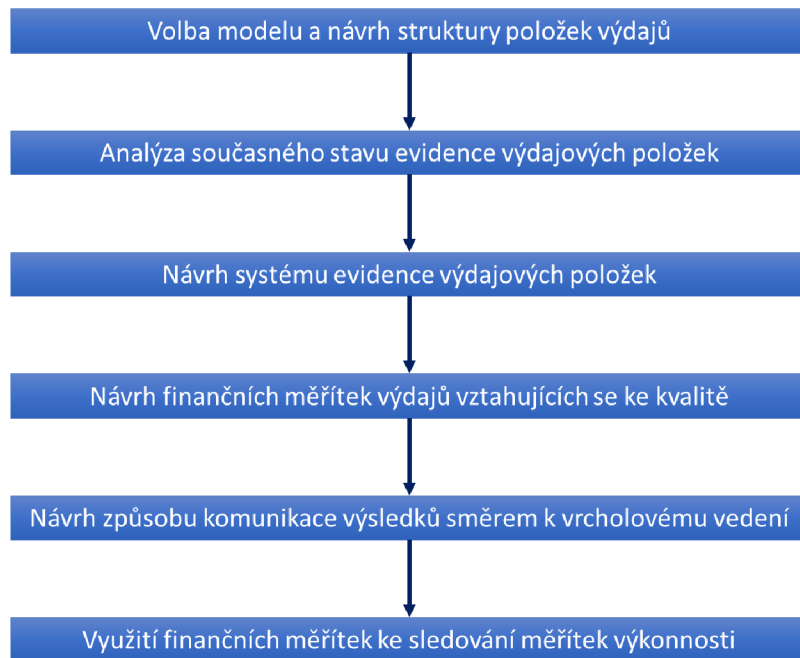 Volba modelu a návrh struktury položek výdajů
Analýza současného stavu evidence výdajových položek
Návrh systému evidence výdajových položek
Návrh finančních měřítek výdajů vztahujících se ke kvalitě
Návrh způsobu komunikace výsledků směrem k vrcholovému vedení
Využití finančních měřítek ke sledování měřítek výkonnosti